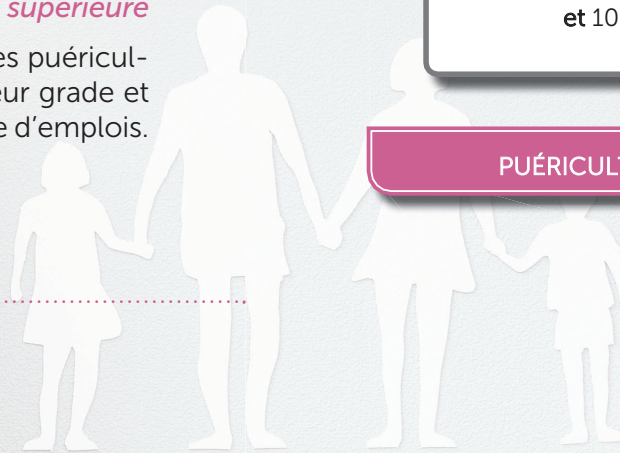 supérieure
es puéricul-
eur grade et
e d'emplois.
et 10
PUÉRICULT